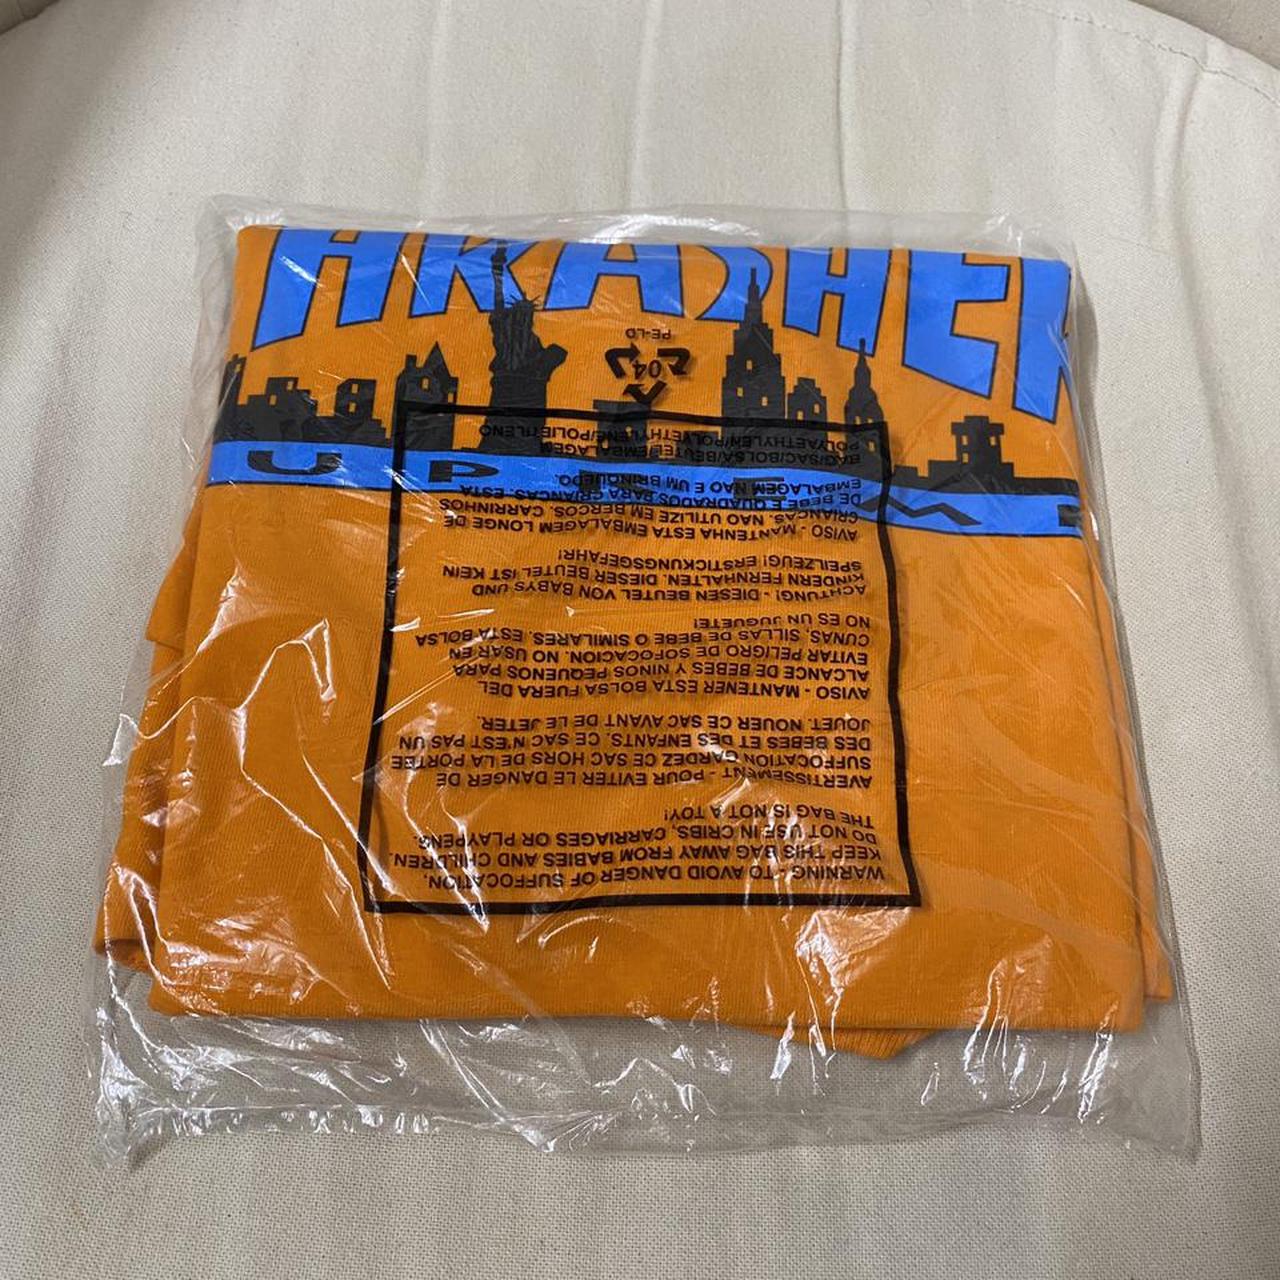 HRASHER
UPREM
PE-LD
04
WARNING - TO AVOID DANGER OF SUFFOCATION,
KEEP THIS BAG AWAY FROM BABIES AND CHILDREN.
DO NOT USE IN CRIBS, CARRIAGES OR PLAYPENS.
THE BAG IS NOT A TOY!
AVERTISSEMENT - POUR EVITER LE DANGER DE
SUFFOCATION GARDEZ CE SAC HORS DE LA PORTEE
DES BEBES ET DES ENFANTS. CE SAC N'EST PAS UN
JOUET. NOUER CE SAC AVANT DE LE JETER.
AVISO - MANTENER ESTA BOLSA FUERA DEL
ALCANCE DE BEBES Y NINOS PEQUENOS PARA
EVITAR PELIGRO DE SOFOCACION. NO USAR EN
CUNAS, SILLAS DE BEBE O SIMILARES. ESTA BOLSA
NO ES UN JUGUETE!
ACHTUNG! - DIESEN BEUTEL VON BABYS UND
KINDERN FERNHALTEN. DIESER BEUTEL IST KEIN
SPEILZEUG! ERSTICKUNGSGEFAHR!
AVISO - MANTENHA ESTA EMBALAGEM LONGE DE
CRIANCAS. NAO UTILIZE EM BERCOS. CARRINHOS
DE BEBE E QUADRADOS PARA CRIANCAS. ESTA
EMBALAGEM NAO E UM BRINQUEDO.
BAG/SAC/BOLSA/BEUTEL/EMBALAGEM
POLYAETHYLEN/POLYETHYLENE/POLIETILENO